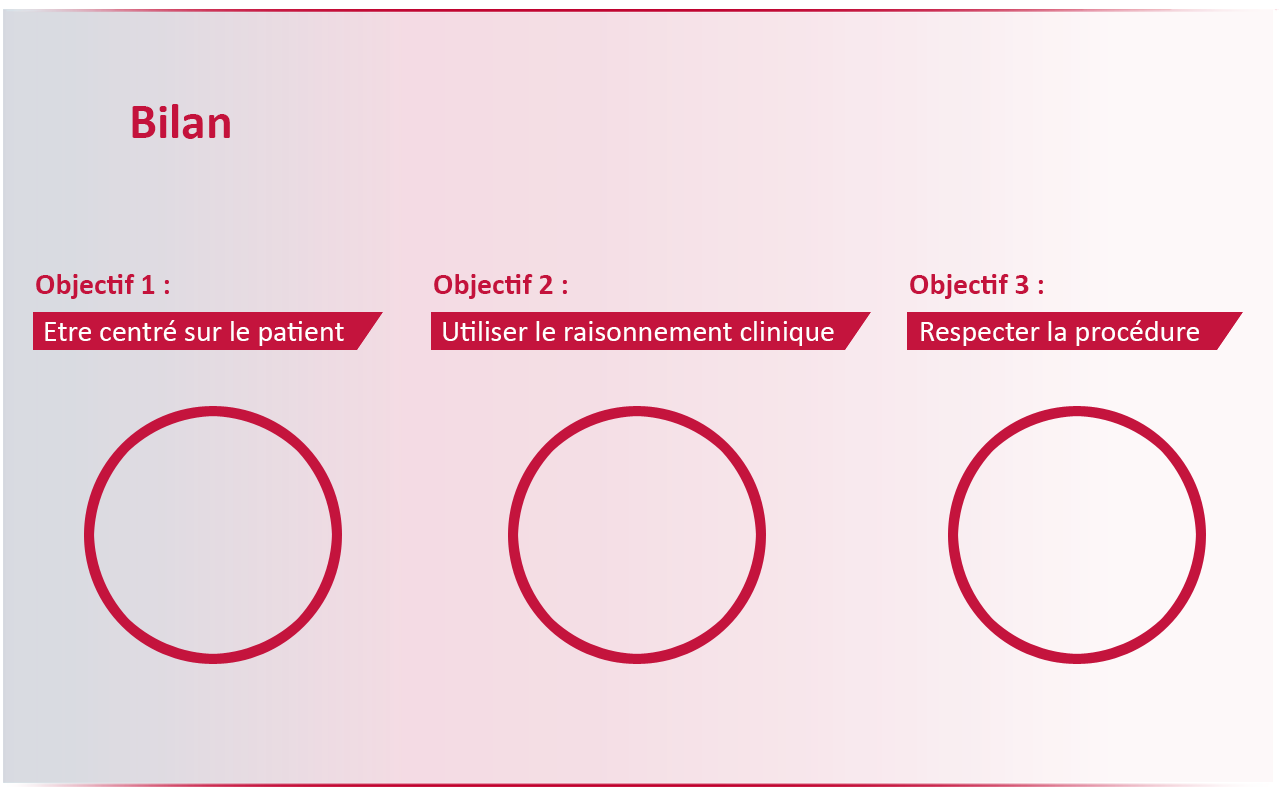 Bilan
Objectif 1 :
Etre centré sur le patient
Objectif 2 :
Utiliser le raisonnement clinique
Objectif 3 :
Respecter la procédure